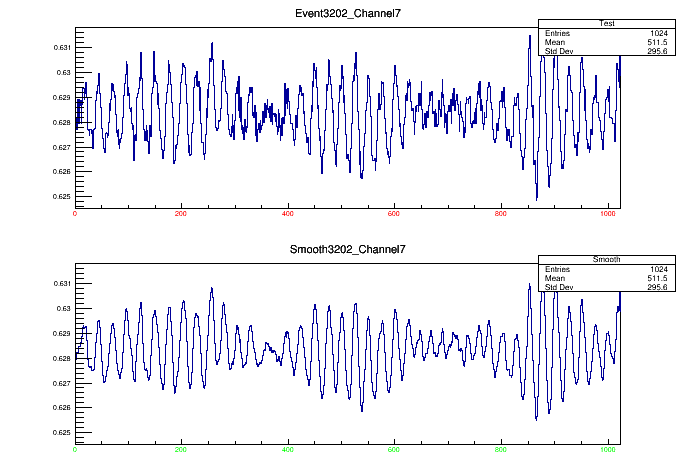 Event3202_Channel7
Test
Entries 1024
Mean 511.5
Std Dev 295.6
0.631
0.63
0.629
0.628
0.627
0.626
0.625
0 200 400 600 800 1000
Smooth3202_Channel7
Smooth
Entries 1024
Mean 511.5
Std Dev 295.6
0.631
0.63
0.629
0.628
0.627
0.626
0.625
0 200 400 600 800 1000